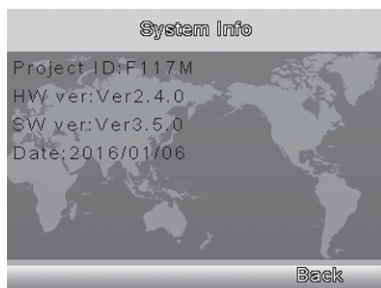 System Info
Project ID:F117M
HW ver:Ver2.4.0
SW ver:Ver3.5.0
Date:2016/01/06
Back